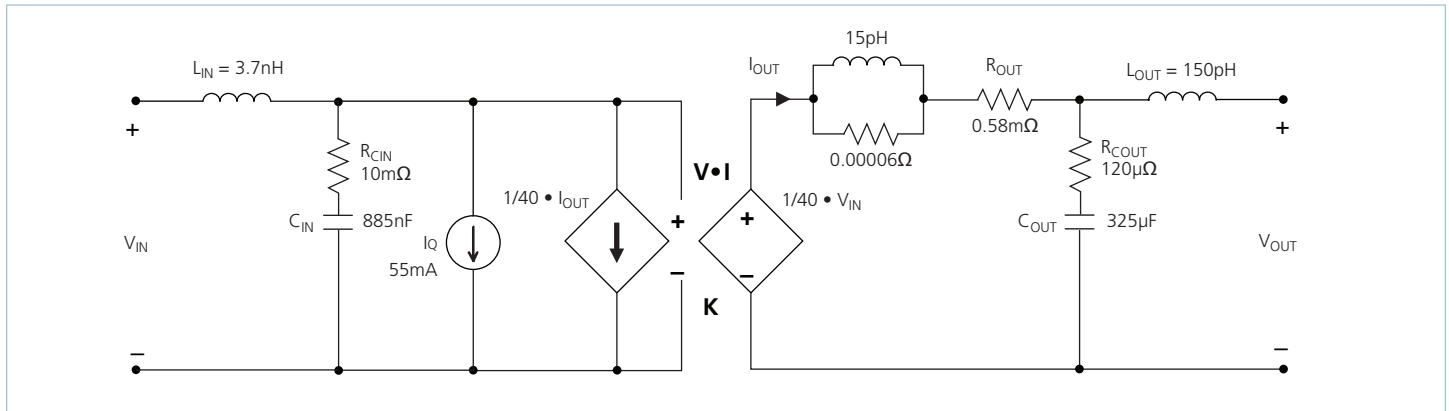 L_IN = 3.7nH
+
R_CIN
10mΩ
C_IN 885nF
V_IN
I_Q
55mA
1/40 • I_OUT
–
V•I
+
–
K
1/40 • V_IN
+
–
I_OUT
15pH
0.00006Ω
R_OUT
0.58mΩ
L_OUT = 150pH
R_COUT
120µΩ
C_OUT 325µF
+
V_OUT
–